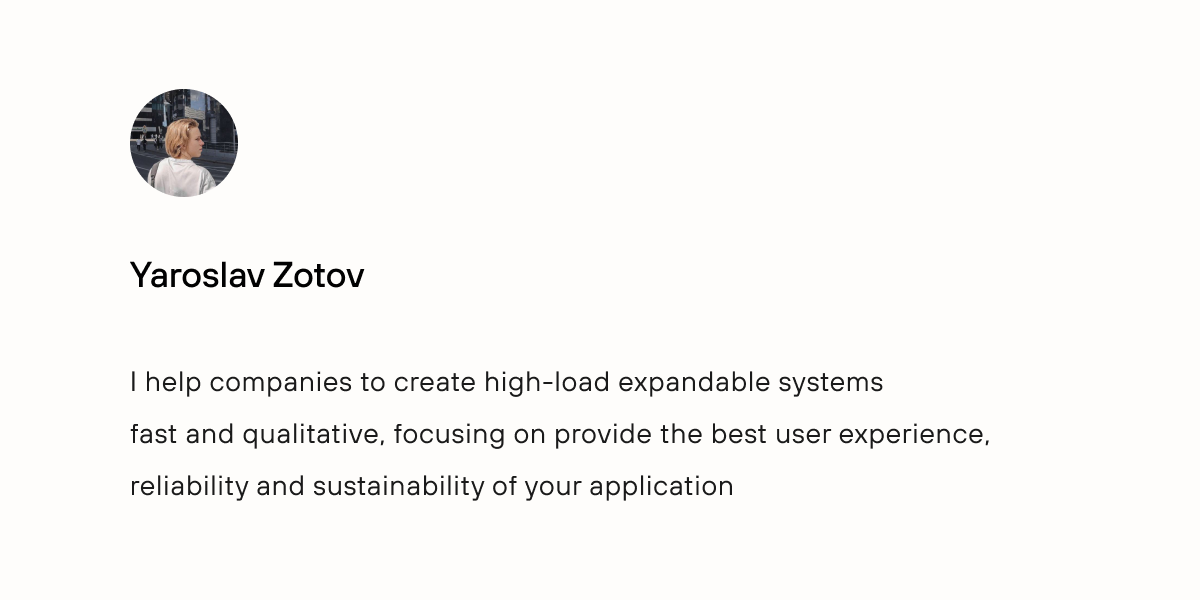 Yaroslav Zotov
I help companies to create high-load expandable systems
fast and qualitative, focusing on provide the best user experience,
reliability and sustainability of your application